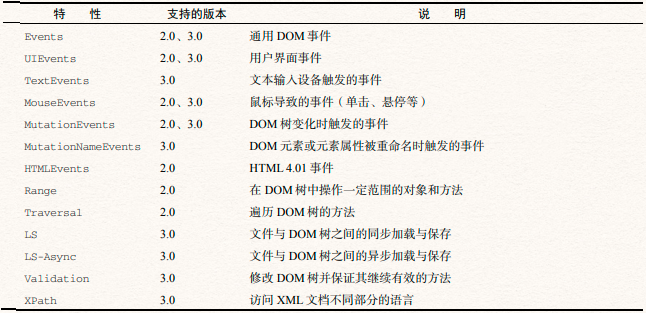 特 性 支持的版本 说 明
Events 2.0、3.0 通用 DOM 事件
UIEvents 2.0、3.0 用户界面事件
TextEvents 3.0 文本输入设备触发的事件
MouseEvents 2.0、3.0 鼠标导致的事件（单击、悬停等）
MutationEvents 2.0、3.0 DOM 树变化时触发的事件
MutationNameEvents 3.0 DOM 元素或元素属性被重命名时触发的事件
HTMLEvents 2.0 HTML 4.01 事件
Range 2.0 在 DOM 树中操作一定范围的对象和方法
Traversal 2.0 遍历 DOM 树的方法
LS 3.0 文件与 DOM 树之间的同步加载与保存
LS-Async 3.0 文件与 DOM 树之间的异步加载与保存
Validation 3.0 修改 DOM 树并保证其继续有效的方法
XPath 3.0 访问 XML 文档不同部分的语言